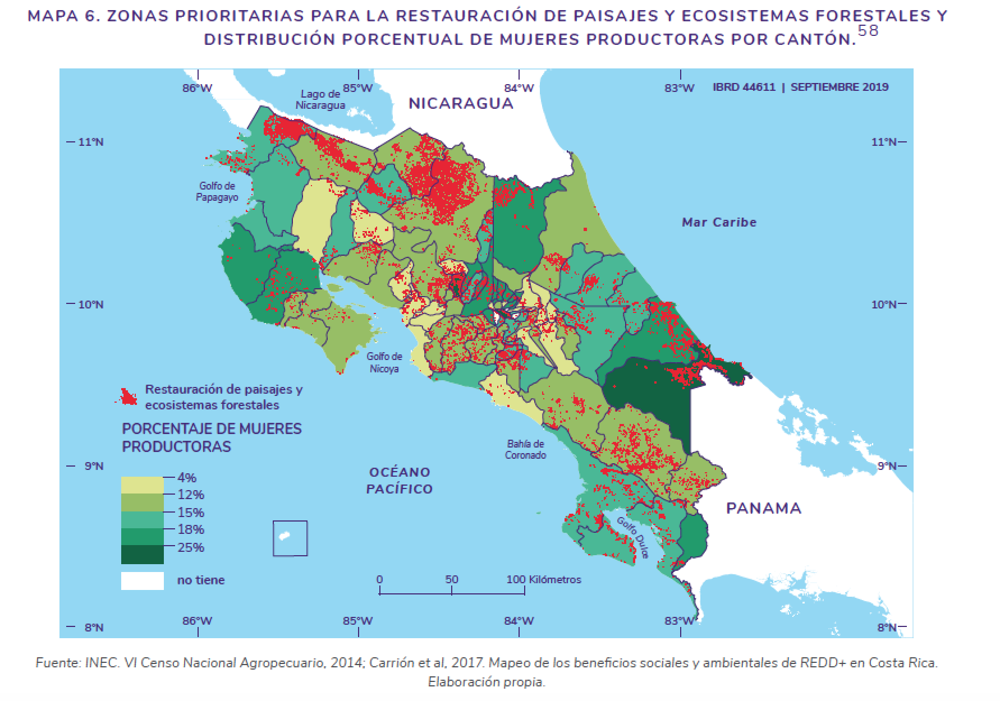 MAPA 6. ZONAS PRIORITARIAS PARA LA RESTAURACIÓN DE PAISAJES Y ECOSISTEMAS FORESTALES Y
DISTRIBUCIÓN PORCENTUAL DE MUJERES PRODUCTORAS POR CANTÓN.58
86°W
85°W
84°W
83°W
IBRD 44611 | SEPTIEMBRE 2019
Lago de
Nicaragua
NICARAGUA
11°N
11°N
Golfo de
Papagayo
Mar Caribe
10°N
10°N
Golfo de
Nicoya
Restauración de paisajes y
ecosistemas forestales
PORCENTAJE DE MUJERES
PRODUCTORAS
Bahía de
Coronado
9°N
9°N
OCÉANO
PACÍFICO
4%
12%
15%
18%
25%
no tiene
PANAMA
Golfo Dulce
0
50
100 Kilómetros
86°W
85°W
84°W
83°W
8°N
8°N
Fuente: INEC. VI Censo Nacional Agropecuario, 2014; Carrión et al, 2017. Mapeo de los beneficios sociales y ambientales de REDD+ en Costa Rica.
Elaboración propia.